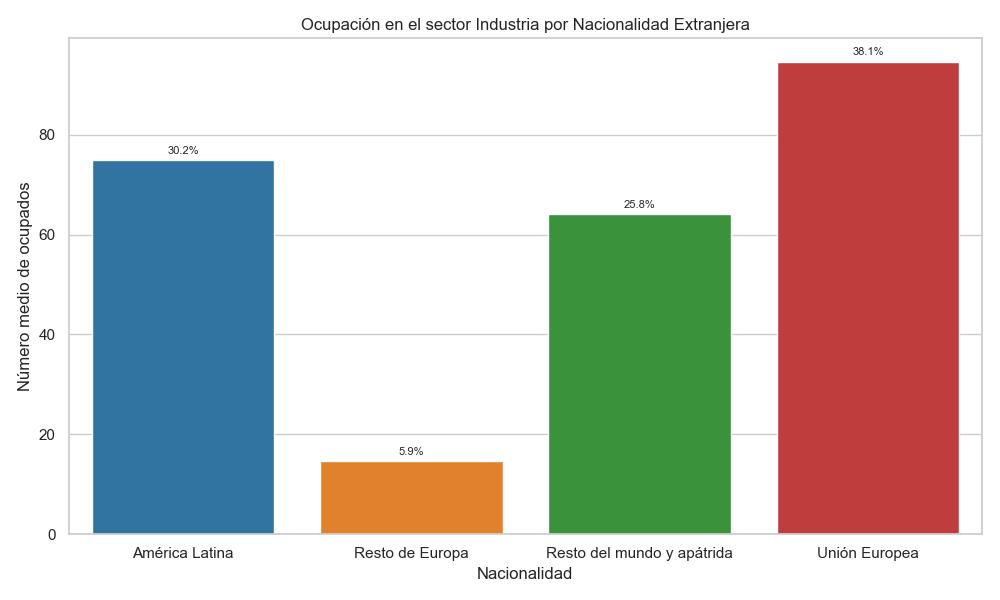 Ocupación en el sector Industria por Nacionalidad Extranjera
38.1%
30.2%
25.8%
5.9%
Número medio de ocupados
80
60
40
20
0
América Latina
Resto de Europa
Resto del mundo y apátrida
Unión Europea
Nacionalidad